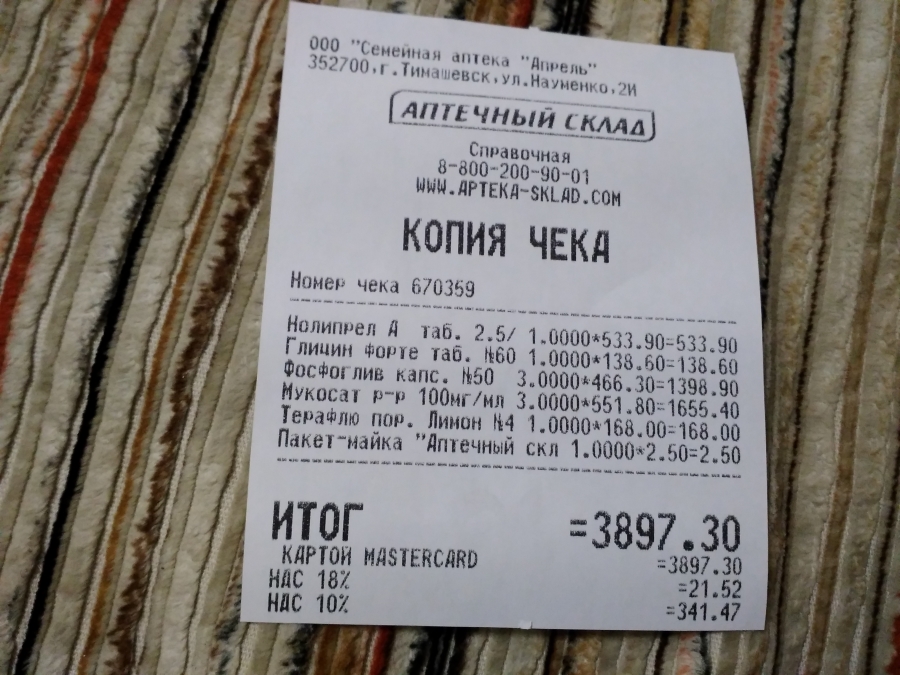 ООО "Семейная аптека "Апрель"
352700,г.Тимашевск,ул.Науменко,2И
АПТЕЧНЫЙ СКЛАД
Справочная
8-800-200-90-01
WWW.APTEKA-SKLAD.COM
КОПИЯ ЧЕКА
Номер чека 670359
Нолипрел А таб. 2.5/ 1.0000*533.90=533.90
Глицин форте таб. №60 1.0000*138.60=138.60
Фосфоглив капс. №50 3.0000*466.30=1398.90
Мукосат р-р 100мг/мл 3.0000*551.80=1655.40
Терафлю пор. Лимон №4 1.0000*168.00=168.00
Пакет-майка "Аптечный скл 1.0000*2.50=2.50
ИТОГ =3897.30
КАРТОЙ MASTERCARD =3897.30
НДС 18% =21.52
НДС 10% =341.47